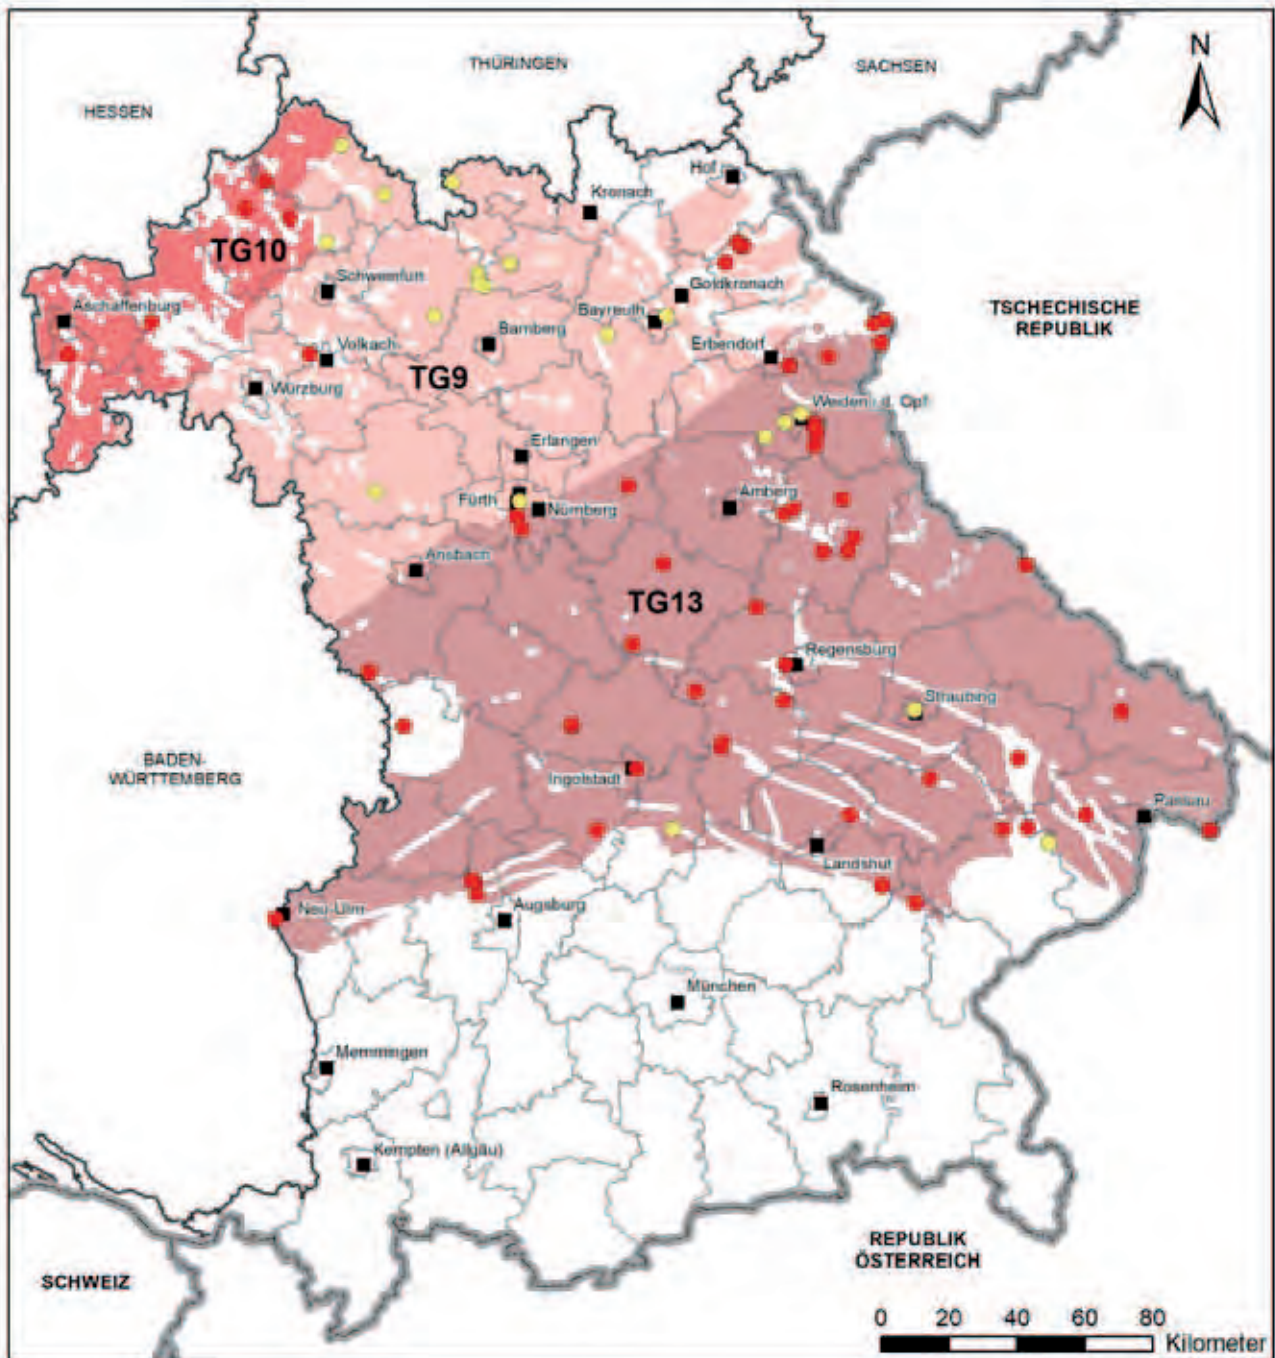 THÜRINGEN
SACHSEN
N
HESSEN
Hof
Kronach
TG10
Schweinfurt
Goldkronach
TSCHECHISCHE
REPUBLIK
Aschaffenburg
Bayreuth
Bamberg
Erbendorf
Volkach
TG9
Würzburg
Weiden i.d. Opf
Erlangen
Amberg
Fürth
Nürnberg
Ansbach
TG13
Regensburg
Straubing
BADEN-
WÜRTTEMBERG
Ingolstadt
Passau
Landshut
Neu-Ulm
Augsburg
München
Memmingen
Rosenheim
Kempten (Allgäu)
REPUBLIK
ÖSTERREICH
SCHWEIZ
0 20 40 60 80
Kilometer